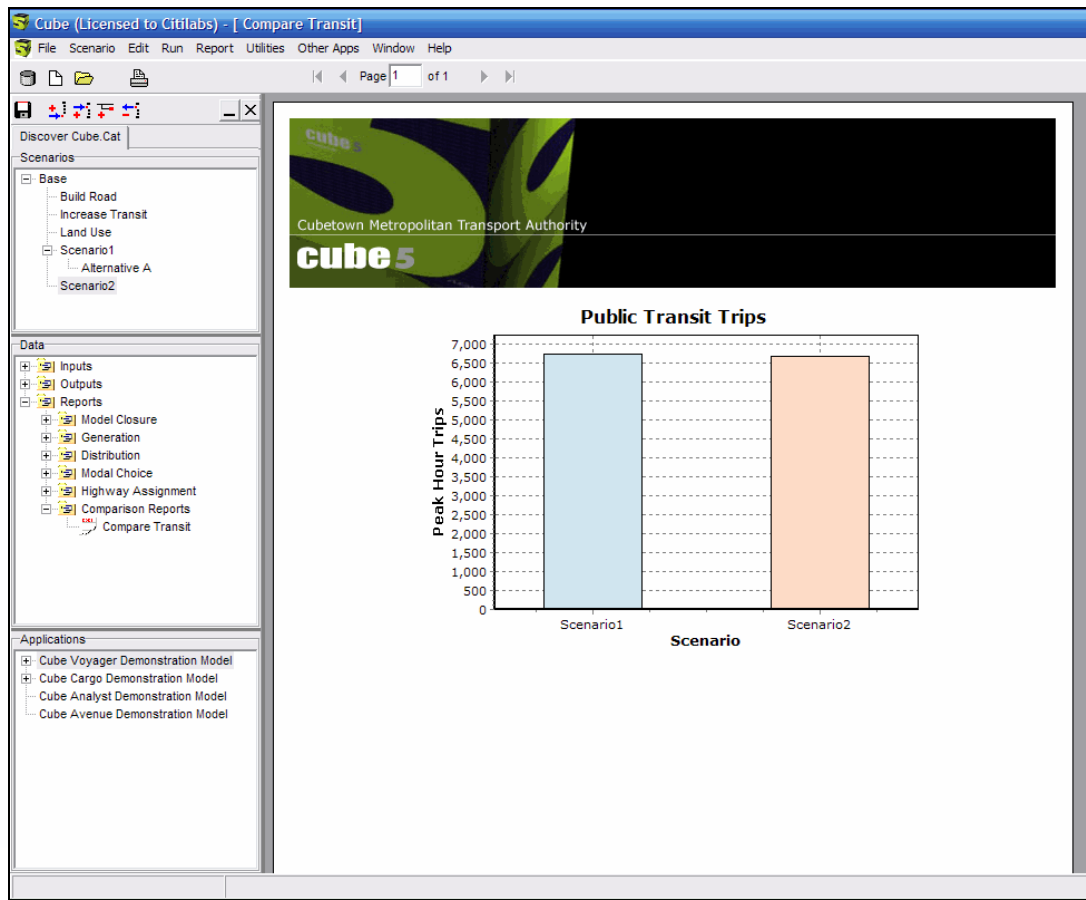 Cube (Licensed to Citilabs) - [ Compare Transit]
File Scenario Edit Run Report Utilities Other Apps Window Help
Page 1 of 1
Discover Cube.Cat
Scenarios
Base
Build Road
Increase Transit
Land Use
Scenario1
Alternative A
Scenario2
Data
Inputs
Outputs
Reports
Model Closure
Generation
Distribution
Modal Choice
Highway Assignment
Comparison Reports
Compare Transit
Applications
Cube Voyager Demonstration Model
Cube Cargo Demonstration Model
Cube Analyst Demonstration Model
Cube Avenue Demonstration Model
cube 5
Cubetown Metropolitan Transport Authority
cube 5
Public Transit Trips
Peak Hour Trips
7,000
6,500
6,000
5,500
5,000
4,500
4,000
3,500
3,000
2,500
2,000
1,500
1,000
500
0
Scenario1 Scenario2
Scenario